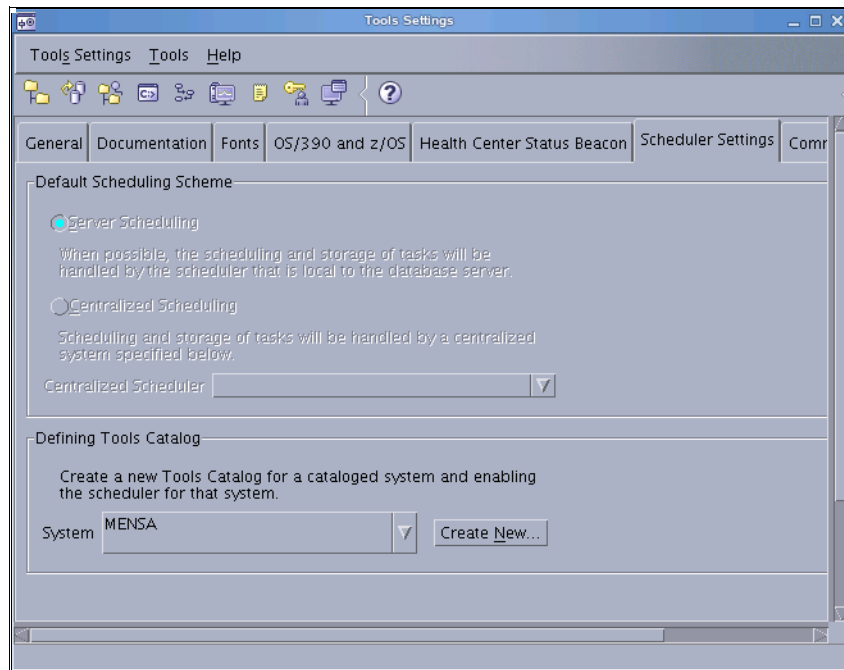 Tools Settings
Tools Settings Tools Help
General Documentation Fonts OS/390 and z/OS Health Center Status Beacon Scheduler Settings Comm
Default Scheduling Scheme
Server Scheduling
When possible, the scheduling and storage of tasks will be
handled by the scheduler that is local to the database server.
Centralized Scheduling
Scheduling and storage of tasks will be handled by a centralized
system specified below.
Centralized Scheduler
Defining Tools Catalog
Create a new Tools Catalog for a cataloged system and enabling
the scheduler for that system.
System MENSA Create New...